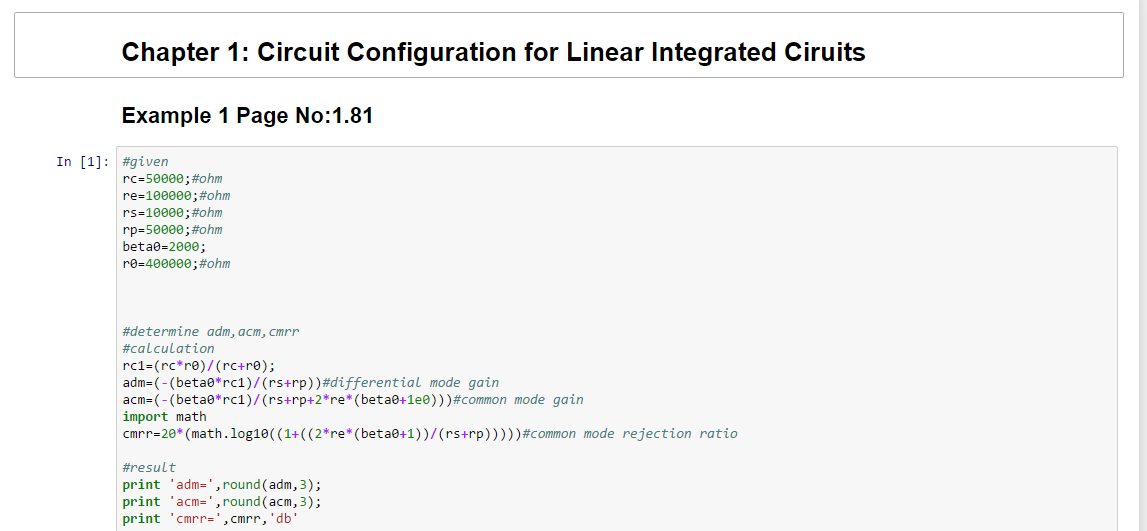 Chapter 1: Circuit Configuration for Linear Integrated Ciruits
Example 1 Page No:1.81
In [1]: #given
rc=50000;#ohm
re=100000;#ohm
rs=10000;#ohm
rp=50000;#ohm
beta0=2000;
r0=400000;#ohm
#determine adm,acm,cmrr
#calculation
rc1=(rc*r0)/(rc+r0);
adm=(-(beta0*rc1)/(rs+rp))#differential mode gain
acm=(-(beta0*rc1)/(rs+rp+2*re*(beta0+1e0)))#common mode gain
import math
cmrr=20*(math.log10((1+((2*re*(beta0+1))/(rs+rp)))))#common mode rejection ratio
#result
print 'adm=',round(adm,3);
print 'acm=',round(acm,3);
print 'cmrr=',cmrr,'db'